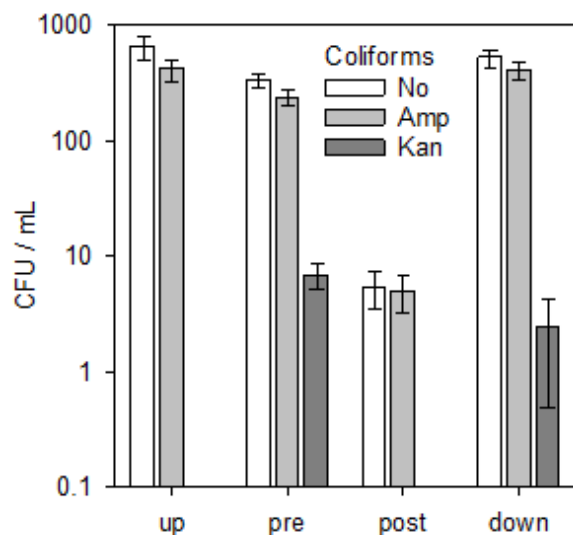 1000
100
10
1
0.1
CFU / mL
Coliforms
No
Amp
Kan
up pre post down